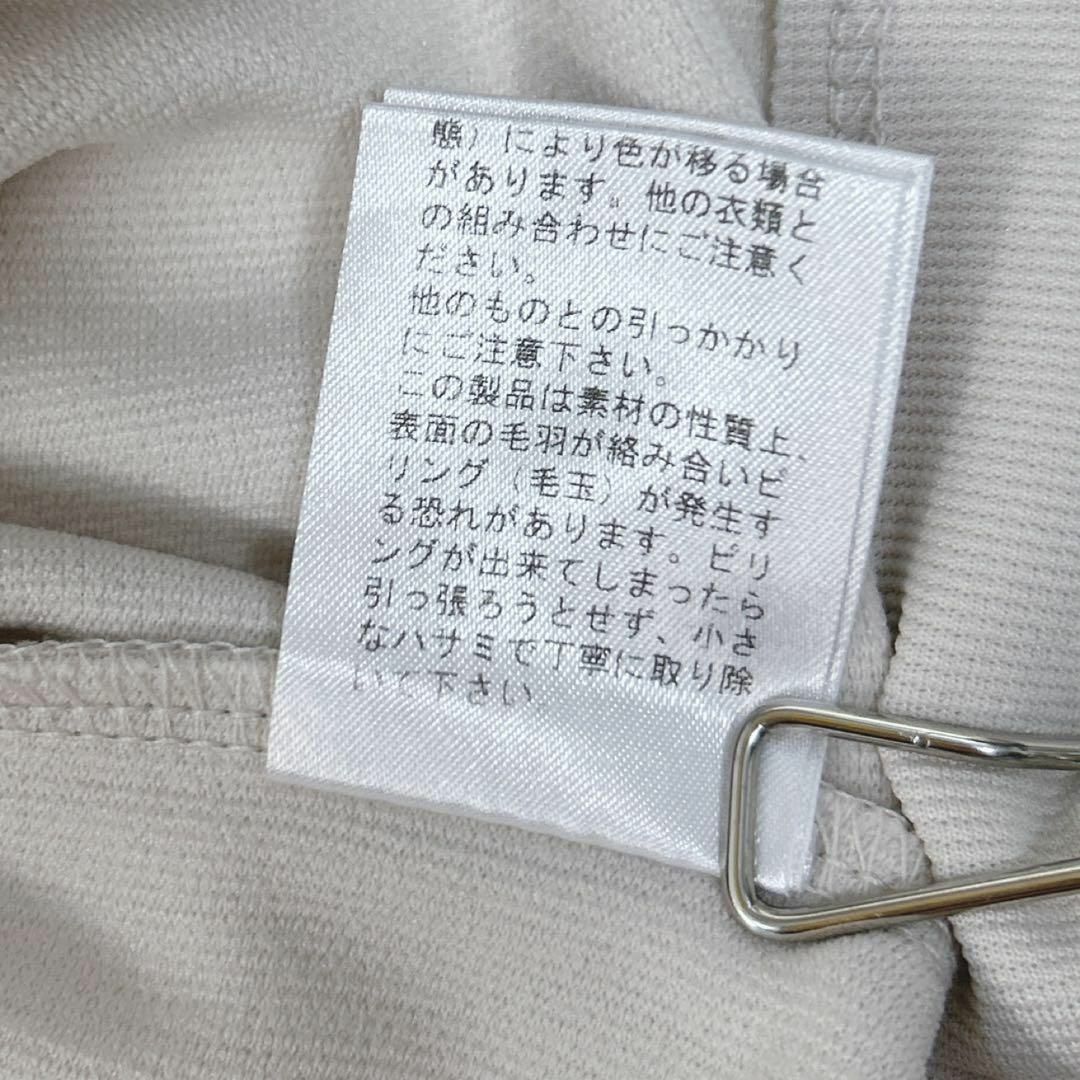 態）により色が移る場合
があります。他の衣類と
の組み合わせにご注意く
ださい。
他のものとの引っかかり
にご注意下さい。
この製品は素材の性質上、
表面の毛羽が絡み合いピ
リング（毛玉）が発生す
る恐れがあります。ピリ
ングが出来てしまったら
引っ張ろうとせず、小さ
なハサミで丁寧に取り除
いて下さい。